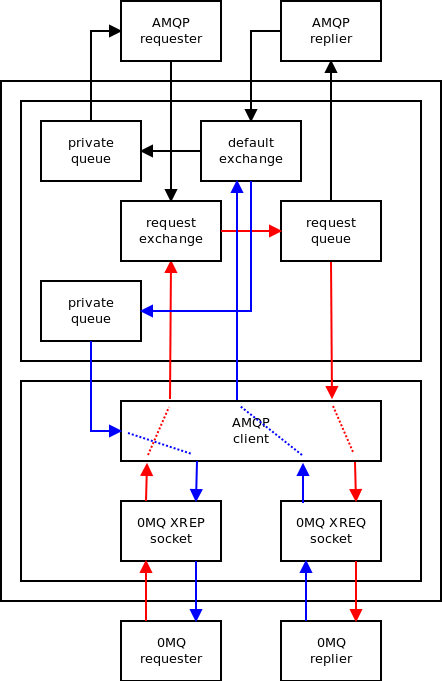 AMQP
requester
AMQP
replier
private
queue
default
exchange
request
exchange
request
queue
private
queue
AMQP
client
0MQ XREP
socket
0MQ XREQ
socket
0MQ
requester
0MQ
replier